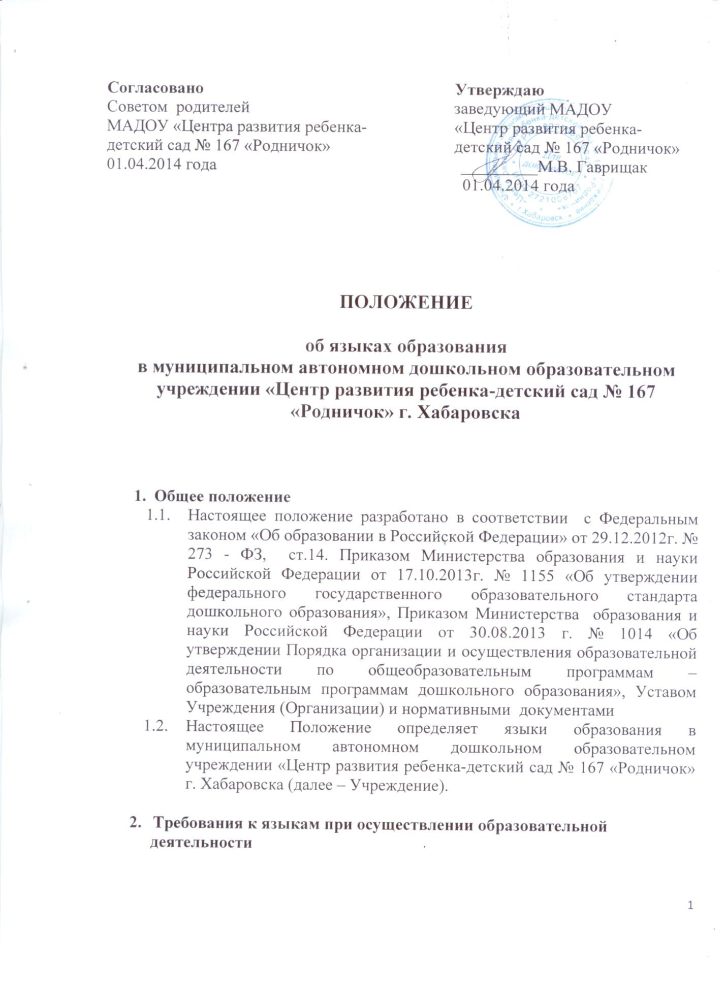 Согласовано
Советом родителей
МАДОУ «Центра развития ребенка-
детский сад № 167 «Родничок»
01.04.2014 года
Утверждаю
заведующий МАДОУ
«Центр развития ребенка-
детский сад № 167 «Родничок»
М.В. Гаврищак
01.04.2014 года
Для
документов
г Хабаровск
ПОЛОЖЕНИЕ
об языках образования
в муниципальном автономном дошкольном образовательном
учреждении «Центр развития ребенка-детский сад № 167
«Родничок» г. Хабаровска
1. Общее положение
1.1. Настоящее положение разработано в соответствии с Федеральным
законом «Об образовании в Российской Федерации» от 29.12.2012г. №
273 - ФЗ, ст.14. Приказом Министерства образования и науки
Российской Федерации от 17.10.2013г. № 1155 «Об утверждении
федерального государственного образовательного стандарта
дошкольного образования», Приказом Министерства образования и
науки Российской Федерации от 30.08.2013 г. № 1014 «Об
утверждении Порядка организации и осуществления образовательной
деятельности по общеобразовательным программам –
образовательным программам дошкольного образования», Уставом
Учреждения (Организации) и нормативными документами
1.2. Настоящее Положение определяет языки образования в
муниципальном автономном дошкольном образовательном
учреждении «Центр развития ребенка-детский сад № 167 «Родничок»
г. Хабаровска (далее – Учреждение).
2. Требования к языкам при осуществлении образовательной
деятельности
1